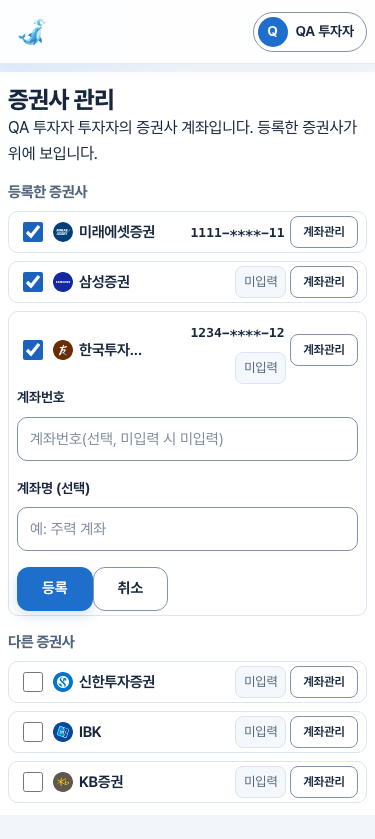 Q QA 투자자
증권사 관리
QA 투자자 투자자의 증권사 계좌입니다. 등록한 증권사가
위에 보입니다.
등록한 증권사
미래에셋증권 1111-****-11 계좌관리
삼성증권 미입력 계좌관리
한국투자... 1234-****-12 미입력 계좌관리
계좌번호
계좌번호(선택, 미입력 시 미입력)
계좌명 (선택)
예: 주력 계좌
등록 취소
다른 증권사
신한투자증권 미입력 계좌관리
IBK 미입력 계좌관리
KB증권 미입력 계좌관리